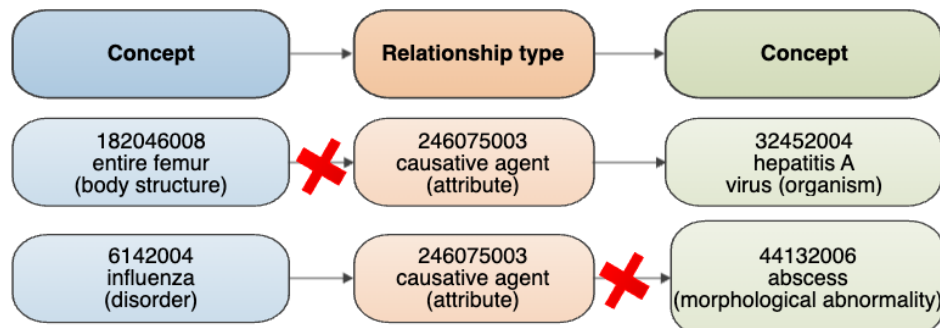 Concept
Relationship type
Concept
182046008
entire femur
(body structure)
246075003
causative agent
(attribute)
32452004
hepatitis A
virus (organism)
6142004
influenza
(disorder)
246075003
causative agent
(attribute)
44132006
abscess
(morphological abnormality)